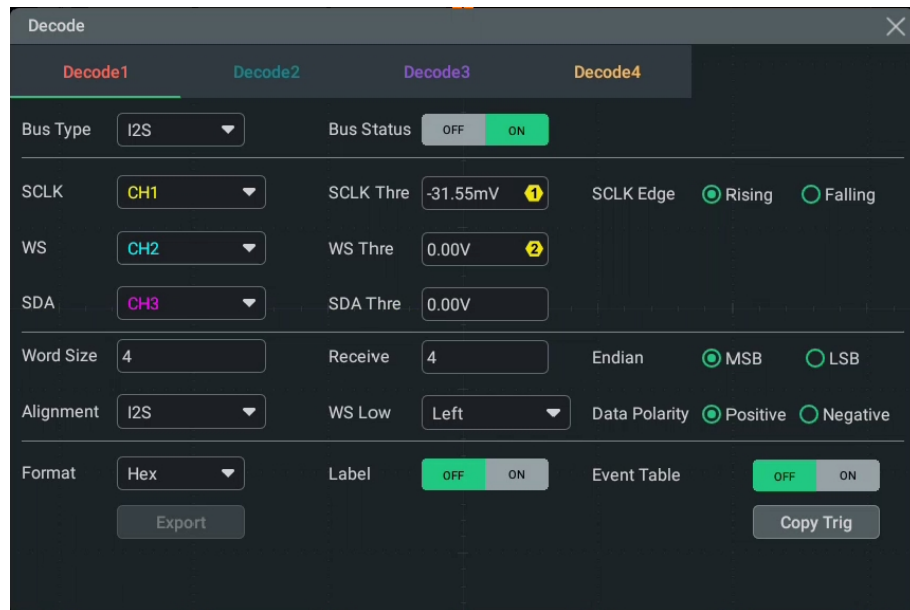 Decode
Decode1 Decode2 Decode3 Decode4
Bus Type I2S Bus Status OFF ON
SCLK CH1 SCLK Thre -31.55mV 1 SCLK Edge Rising Falling
WS CH2 WS Thre 0.00V 2
SDA CH3 SDA Thre 0.00V
Word Size 4 Receive 4 Endian MSB LSB
Alignment I2S WS Low Left Data Polarity Positive Negative
Format Hex Label OFF ON Event Table OFF ON
Export Copy Trig